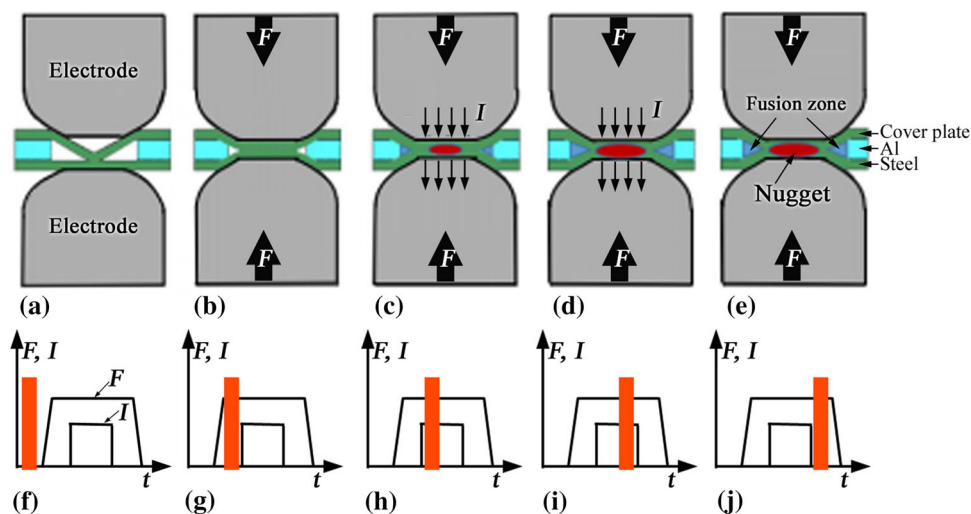 F F F F
Electrode
I I
Fusion zone
Cover plate
Al
Steel
Electrode
Nugget
F F F F
(a) (b) (c) (d) (e)
F, I F, I F, I F, I F, I
F
I
t t t t t
(f) (g) (h) (i) (j)